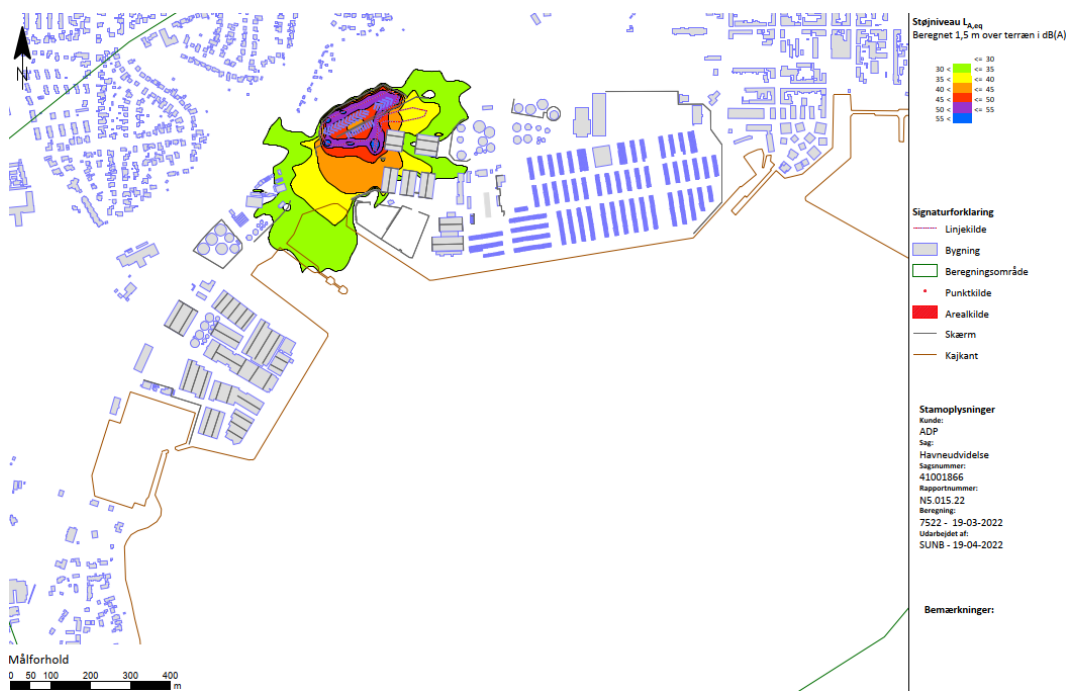 N
Støjniveau LA,eq
Beregnet 1,5 m over terræn i dB(A)
<= 30
30 < <= 35
35 < <= 40
40 < <= 45
45 < <= 50
50 < <= 55
55 <
Signaturforklaring
Linjekilde
Bygning
Beregningsområde
Punktkilde
Arealkilde
Skærm
Kajkant
Stamoplysninger
Kunde:
ADP
Sag:
Havneudvidelse
Sagsnummer:
41001866
Rapportnummer:
N5.015.22
Beregning:
7522 - 19-03-2022
Udarbejdet af:
SUNB - 19-04-2022
Bemærkninger:
Målforhold
0 50 100 200 300 400
m